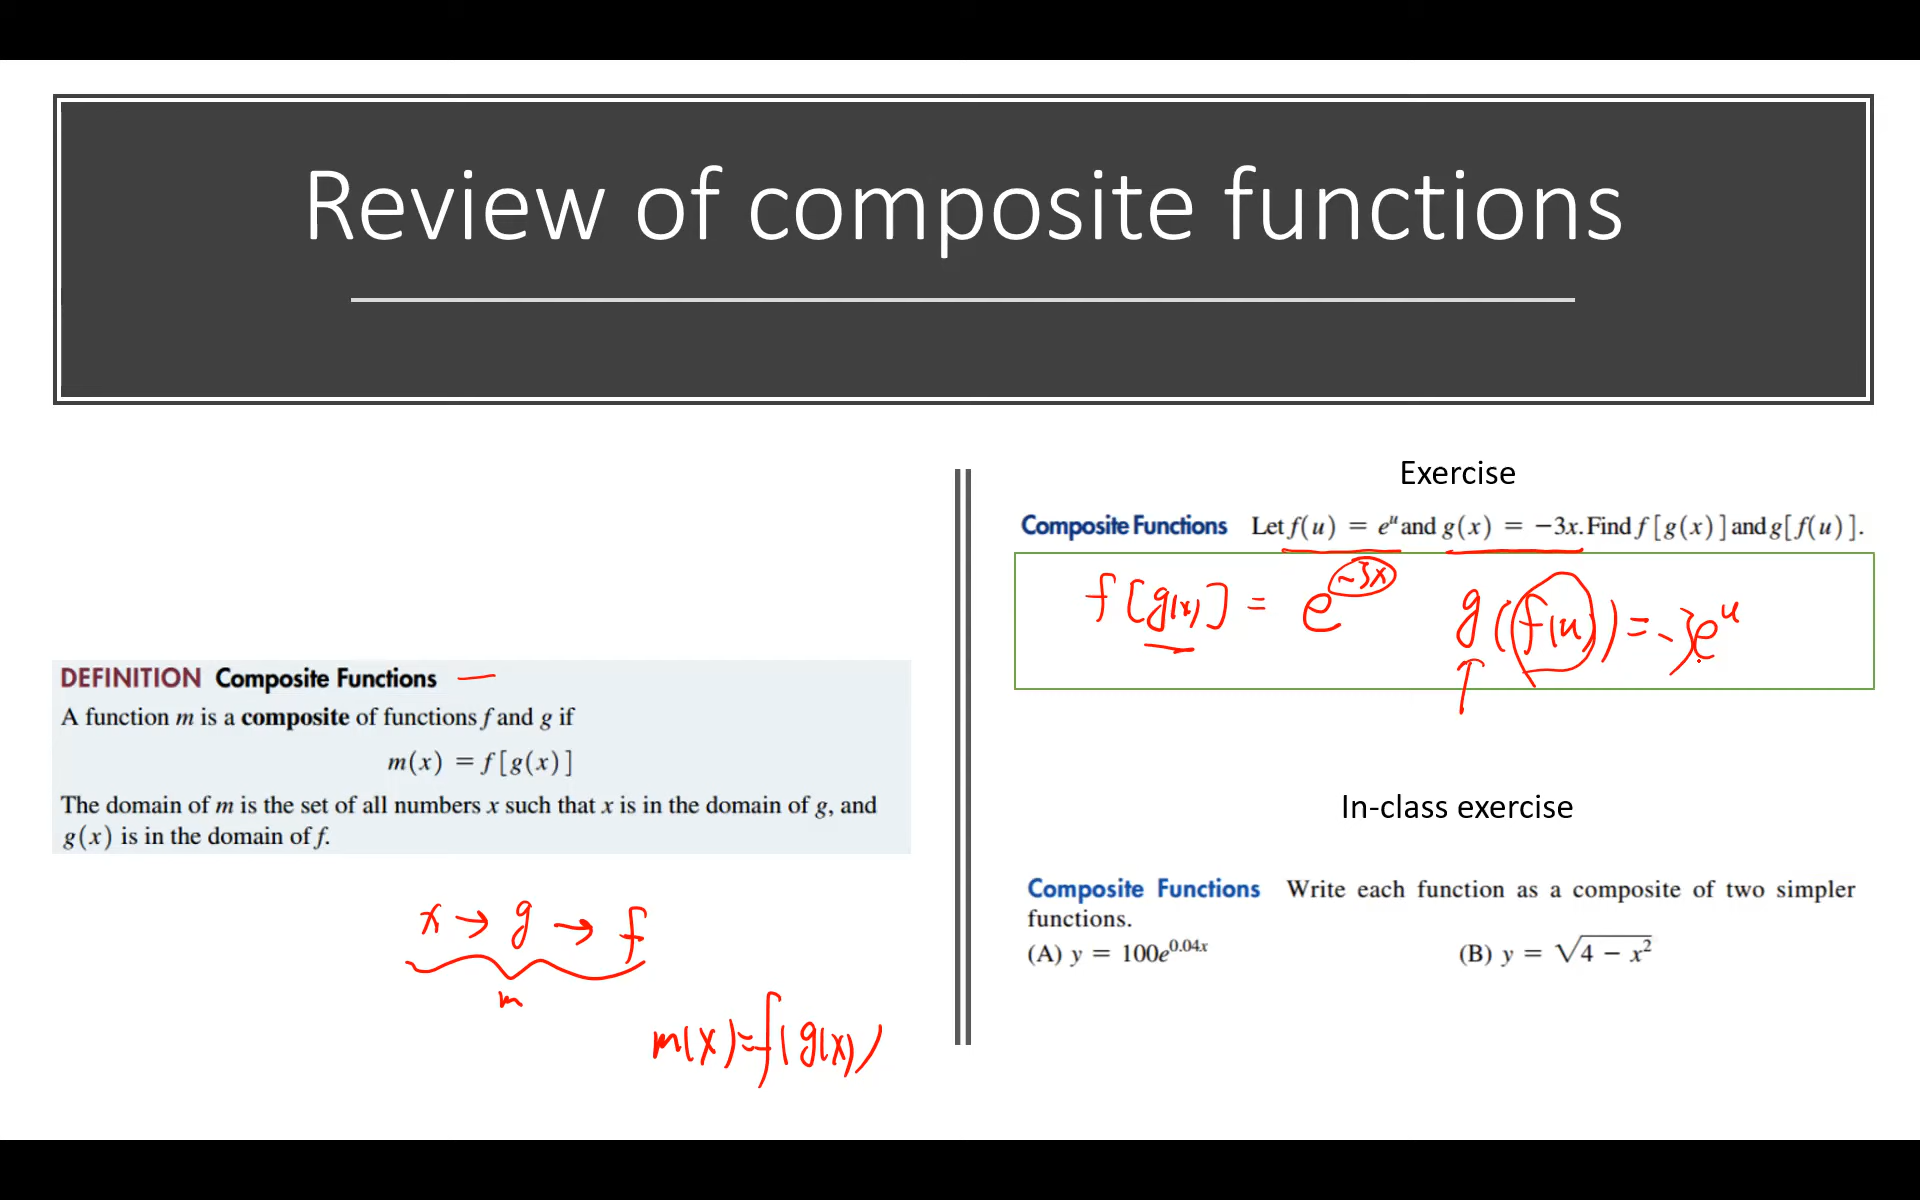 Review of composite functions
DEFINITION Composite Functions
A function m is a composite of functions f and g if
m(x) = f[g(x)]
The domain of m is the set of all numbers x such that x is in the domain of g, and
g(x) is in the domain of f.
x → g → f
m
m(x)=f(g(x))
Exercise
Composite Functions Let f(u) = eᵘ and g(x) = −3x. Find f[g(x)] and g[f(u)].
f[g(x)] = e^(-3x) g(f(u)) = -3eᵘ
In-class exercise
Composite Functions Write each function as a composite of two simpler
functions.
(A) y = 100e^0.04x (B) y = √4 − x²